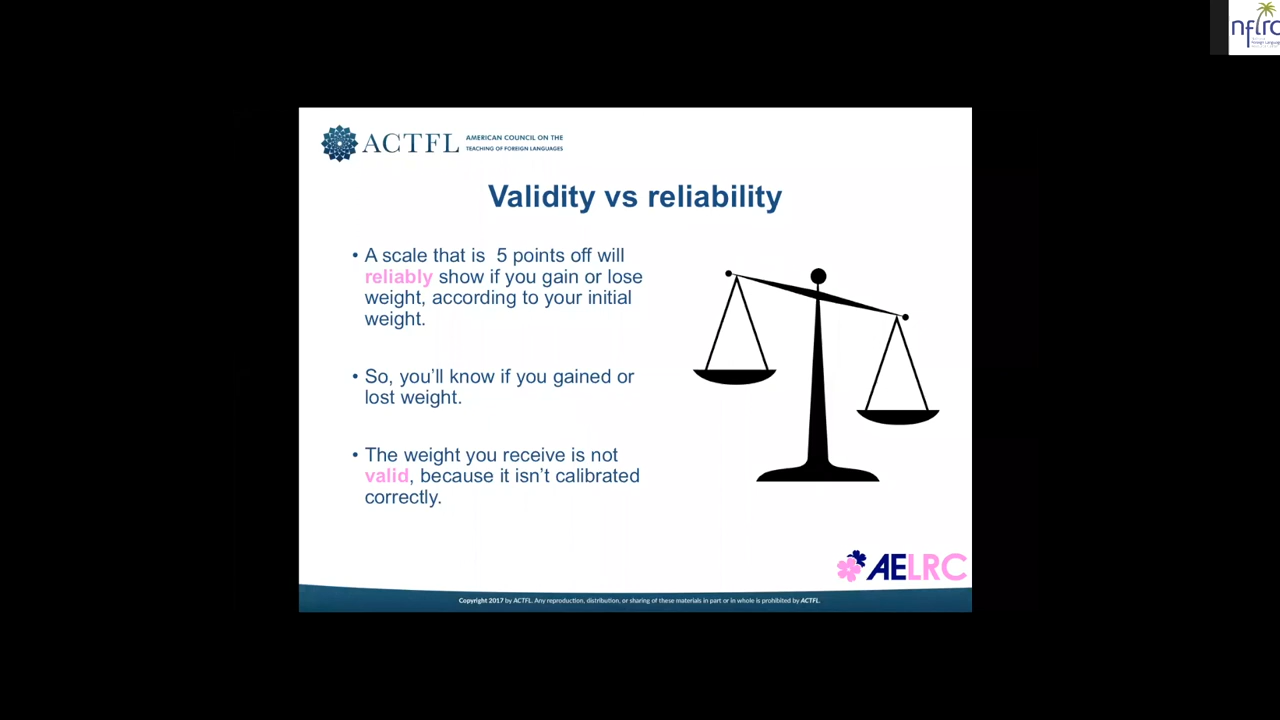 nflrc
ACTFL AMERICAN COUNCIL ON THE
TEACHING OF FOREIGN LANGUAGES
Validity vs reliability
• A scale that is 5 points off will
reliably show if you gain or lose
weight, according to your initial
weight.
• So, you’ll know if you gained or
lost weight.
• The weight you receive is not
valid, because it isn’t calibrated
correctly.
AELRC
Copyright 2017 by ACTFL. Any reproduction, distribution, or sharing of these materials in part or in whole is prohibited by ACTFL.